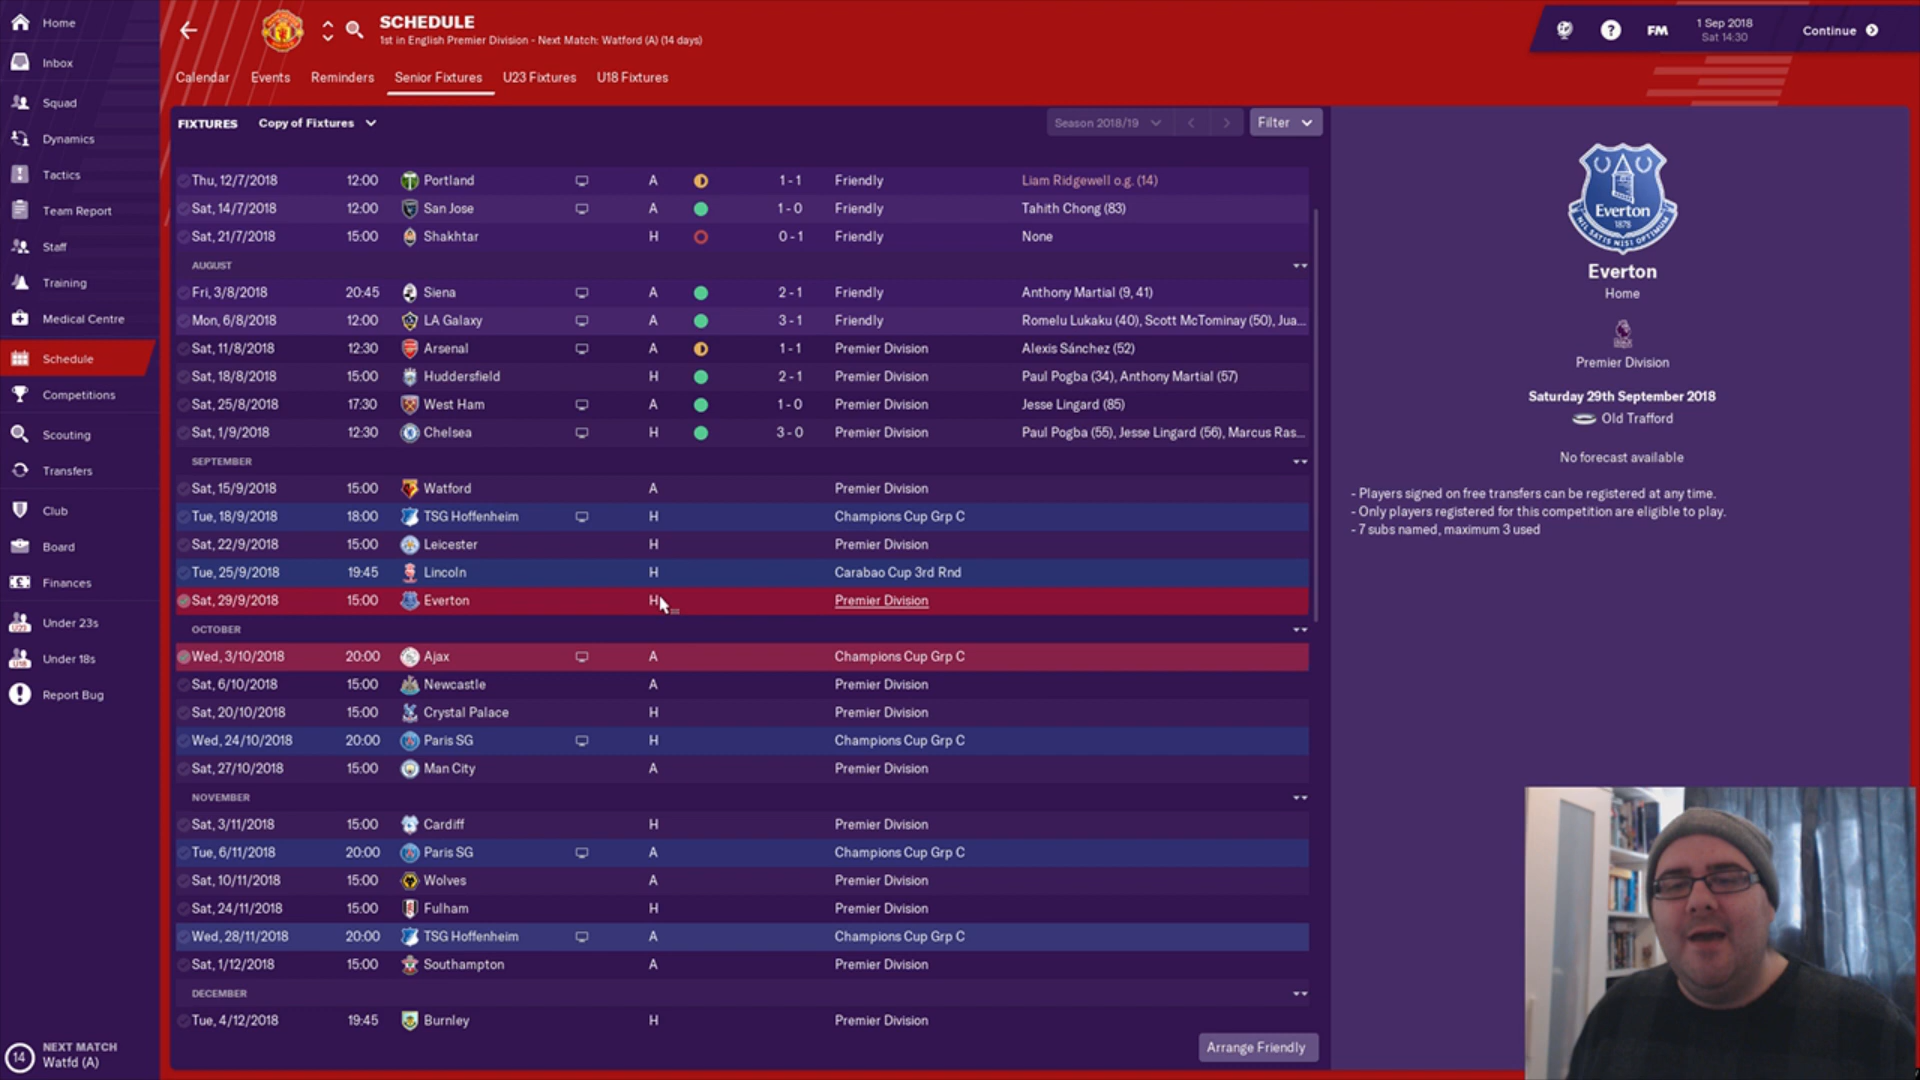 Home
Inbox
Squad
Dynamics
Tactics
Team Report
Staff
Training
Medical Centre
Schedule
Competitions
Scouting
Transfers
Club
Board
Finances
Under 23s
Under 18s
Report Bug
14
NEXT MATCH
Watfd (A)
SCHEDULE
1st in English Premier Division - Next Match: Watford (A) (14 days)
FM
1 Sep 2018
Sat 14:30
Continue
Calendar Events Reminders Senior Fixtures U23 Fixtures U18 Fixtures
FIXTURES Copy of Fixtures Season 2018/19 Filter
Thu, 12/7/2018 12:00 Portland A 1 - 1 Friendly Liam Ridgewell o.g. (14)
Sat, 14/7/2018 12:00 San Jose A 1 - 0 Friendly Tahith Chong (83)
Sat, 21/7/2018 15:00 Shakhtar H 0 - 1 Friendly None
AUGUST
Fri, 3/8/2018 20:45 Siena A 2 - 1 Friendly Anthony Martial (9, 41)
Mon, 6/8/2018 12:00 LA Galaxy A 3 - 1 Friendly Romelu Lukaku (40), Scott McTominay (50), Jua...
Sat, 11/8/2018 12:30 Arsenal A 1 - 1 Premier Division Alexis Sánchez (52)
Sat, 18/8/2018 15:00 Huddersfield H 2 - 1 Premier Division Paul Pogba (34), Anthony Martial (57)
Sat, 25/8/2018 17:30 West Ham A 1 - 0 Premier Division Jesse Lingard (85)
Sat, 1/9/2018 12:30 Chelsea H 3 - 0 Premier Division Paul Pogba (55), Jesse Lingard (56), Marcus Ras...
SEPTEMBER
Sat, 15/9/2018 15:00 Watford A Premier Division
Tue, 18/9/2018 18:00 TSG Hoffenheim H Champions Cup Grp C
Sat, 22/9/2018 15:00 Leicester H Premier Division
Tue, 25/9/2018 19:45 Lincoln H Carabao Cup 3rd Rnd
Sat, 29/9/2018 15:00 Everton H Premier Division
OCTOBER
Wed, 3/10/2018 20:00 Ajax A Champions Cup Grp C
Sat, 6/10/2018 15:00 Newcastle A Premier Division
Sat, 20/10/2018 15:00 Crystal Palace H Premier Division
Wed, 24/10/2018 20:00 Paris SG H Champions Cup Grp C
Sat, 27/10/2018 15:00 Man City A Premier Division
NOVEMBER
Sat, 3/11/2018 15:00 Cardiff H Premier Division
Tue, 6/11/2018 20:00 Paris SG A Champions Cup Grp C
Sat, 10/11/2018 15:00 Wolves A Premier Division
Sat, 24/11/2018 15:00 Fulham H Premier Division
Wed, 28/11/2018 20:00 TSG Hoffenheim A Champions Cup Grp C
Sat, 1/12/2018 15:00 Southampton A Premier Division
DECEMBER
Tue, 4/12/2018 19:45 Burnley H Premier Division
Arrange Friendly
Everton
1878
NIL SATIS NISI OPTIMUM
Everton
Home
Premier Division
Saturday 29th September 2018
Old Trafford
No forecast available
- Players signed on free transfers can be registered at any time.
- Only players registered for this competition are eligible to play.
- 7 subs named, maximum 3 used